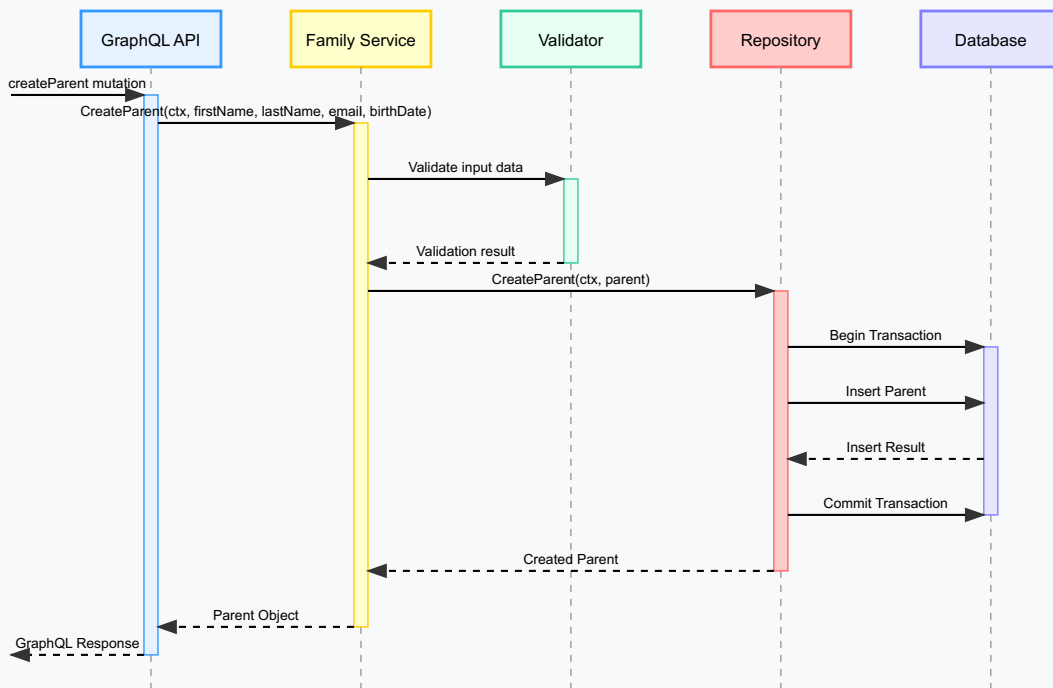 GraphQL API
Family Service
Validator
Repository
Database
createParent mutation
CreateParent(ctx, firstName, lastName, email, birthDate)
Validate input data
Validation result
CreateParent(ctx, parent)
Begin Transaction
Insert Parent
Insert Result
Commit Transaction
Created Parent
Parent Object
GraphQL Response